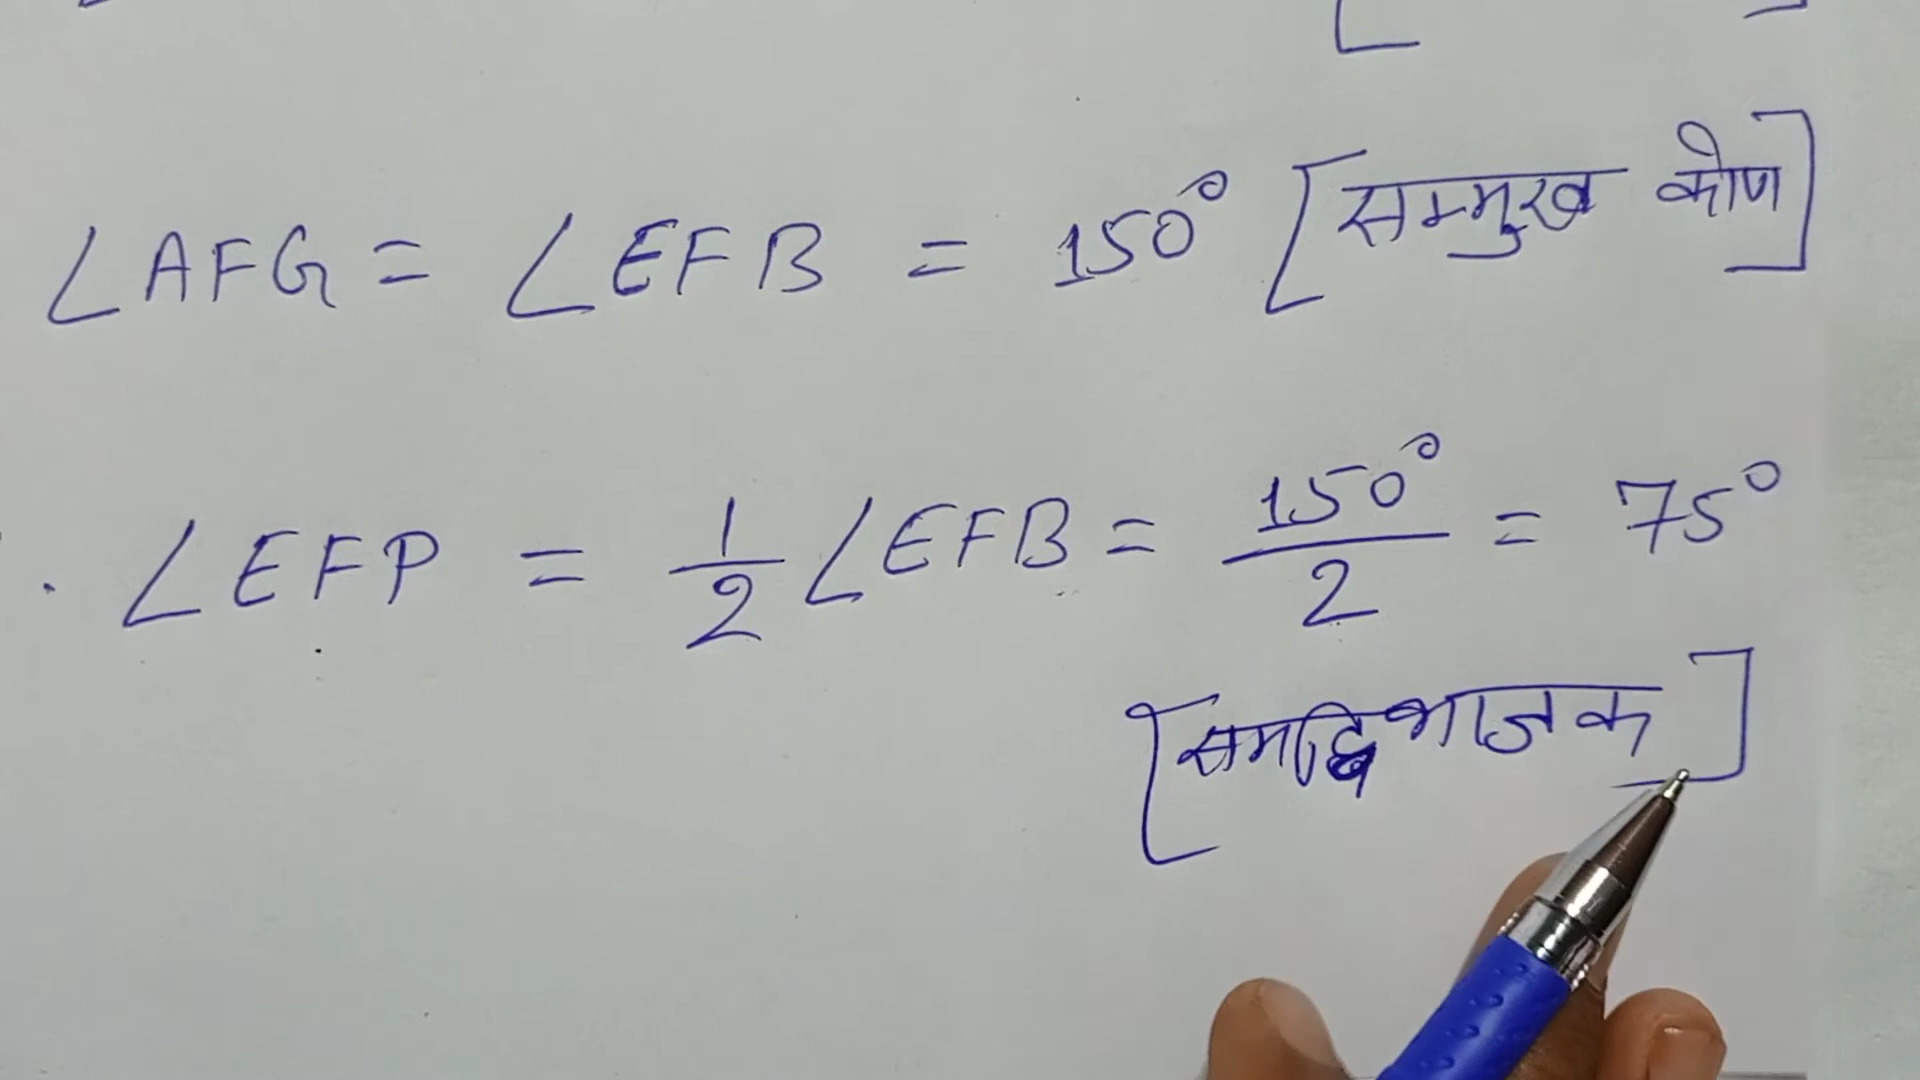 ∠AFG = ∠EFB = 150° [सम्मुख कोण]
∠EFP = 1/2 ∠EFB = 150°/2 = 75°
[समद्विभाजक]